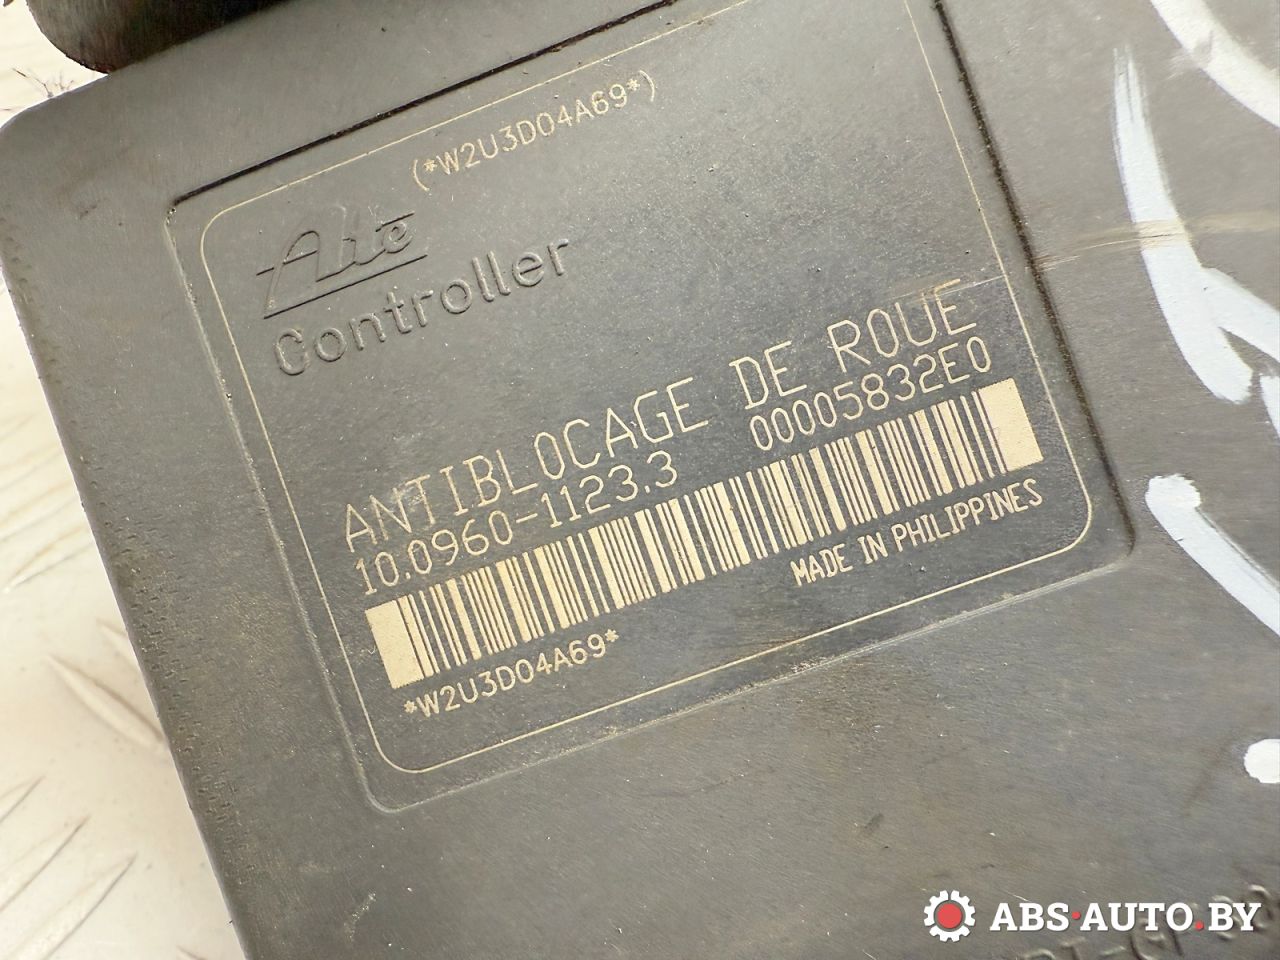 (*W2U3D04A69*)
Ate
Controller
ANTIBLOCAGE DE ROUE
10.0960-1123.3 00005832E0
*W2U3D04A69*
MADE IN PHILIPPINES
ABS·AUTO.BY